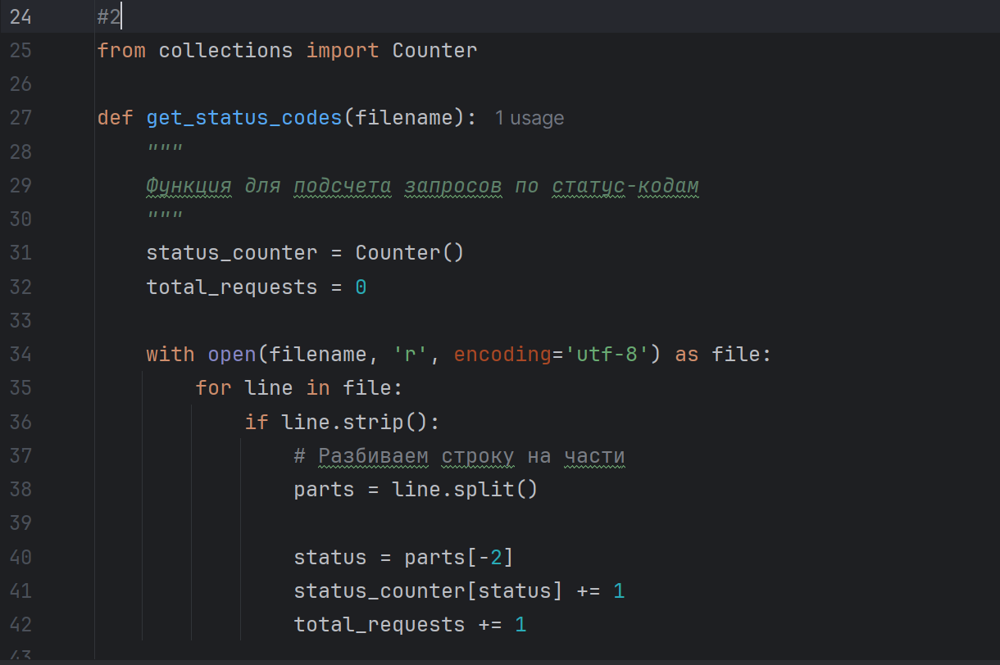 24 #2
25 from collections import Counter
26
27 def get_status_codes(filename): 1 usage
28     """
29     Функция для подсчета запросов по статус-кодам
30     """
31     status_counter = Counter()
32     total_requests = 0
33
34     with open(filename, 'r', encoding='utf-8') as file:
35         for line in file:
36             if line.strip():
37                 # Разбиваем строку на части
38                 parts = line.split()
39
40                 status = parts[-2]
41                 status_counter[status] += 1
42                 total_requests += 1
43